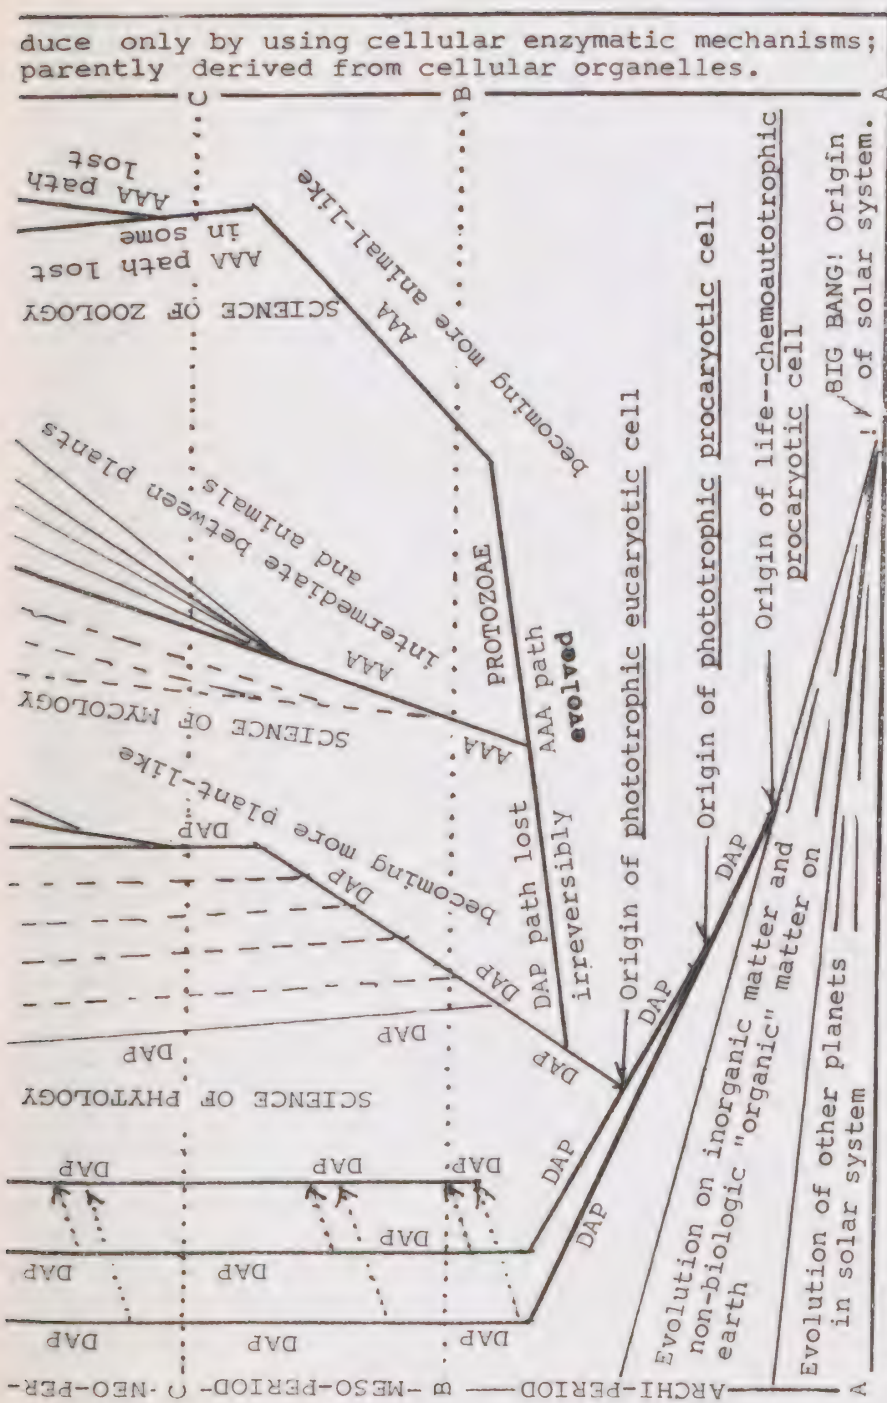 duce only by using cellular enzymatic mechanisms;
parently derived from cellular organelles.
C
B
A
AAA path
lost
AAA path lost
in some
SCIENCE OF ZOOLOGY
AAA
becoming more animal-like
BIG BANG! Origin
of solar system.
!
intermediate between plants
and animals
AAA
SCIENCE OF MYCOLOGY
AAA
PROTOZOAE
AAA path
evolved
Origin of life--chemoautotrophic
procaryotic cell
Origin of phototrophic procaryotic cell
Origin of phototrophic eucaryotic cell
DAP
becoming more plant-like
DAP
DAP
DAP path lost
irreversibly
DAP
DAP
DAP
DAP
DAP
SCIENCE OF PHYTOLOGY
DAP
DAP
DAP
DAP
DAP
DAP
DAP
DAP
DAP
DAP
DAP
DAP
Evolution on inorganic matter and
non-biologic "organic" matter on
earth
Evolution of other planets
in solar system
A
ARCHI-PERIOD
B
-MESO-PERIOD-
C
-NEO-PER-